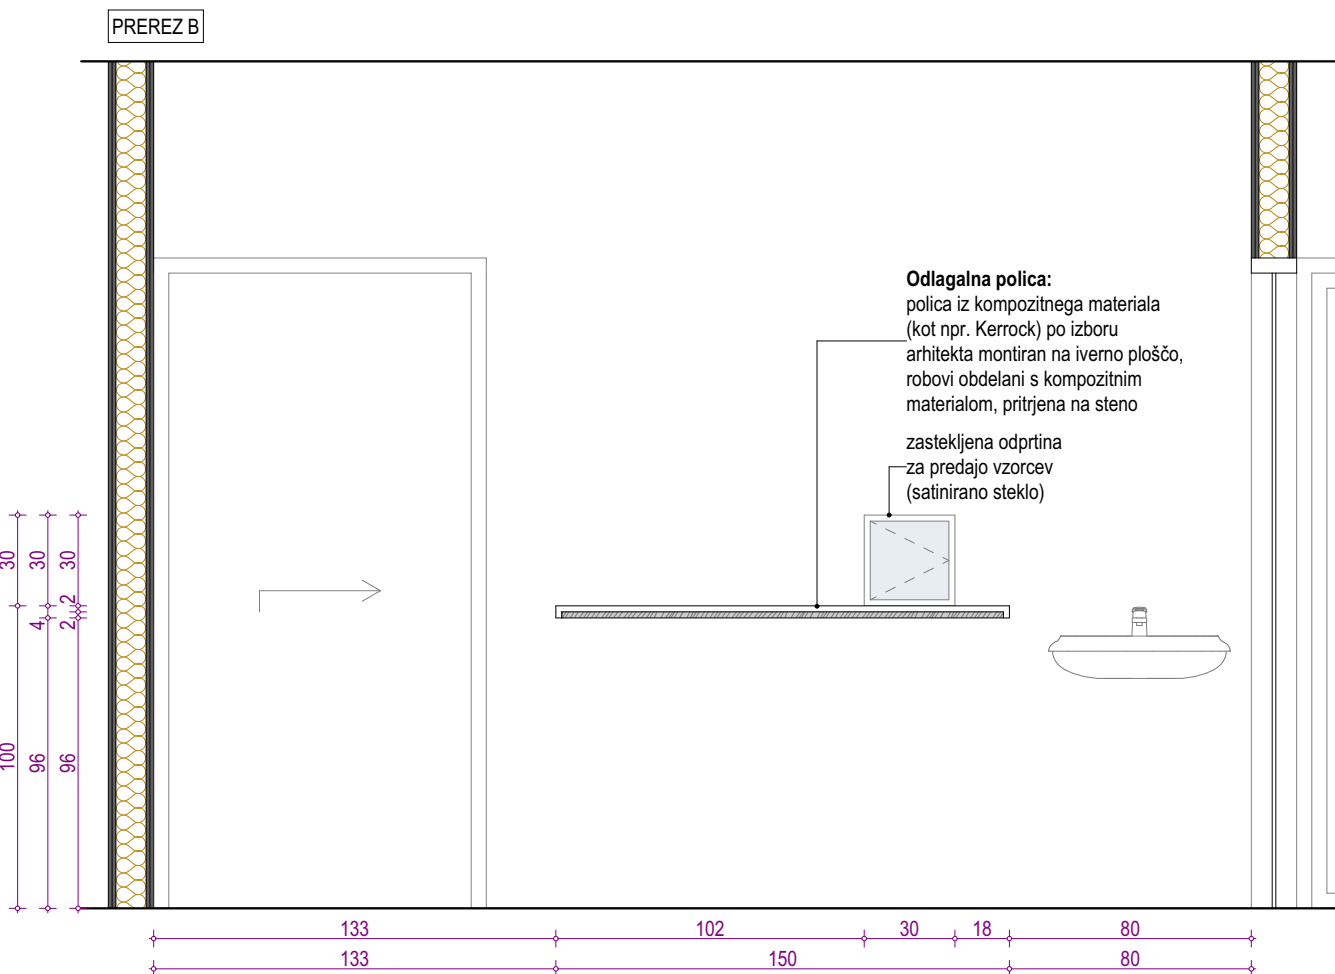 PREREZ B
Odlagalna polica:
polica iz kompozitnega materiala
(kot npr. Kerrock) po izboru
arhitekta montiran na iverno ploščo,
robovi obdelani s kompozitnim
materialom, pritrjena na steno
zastekljena odprtina
za predajo vzorcev
(satinirano steklo)
30
30
30
2
4
2
100
96
96
133
102
30
18
80
133
150
80